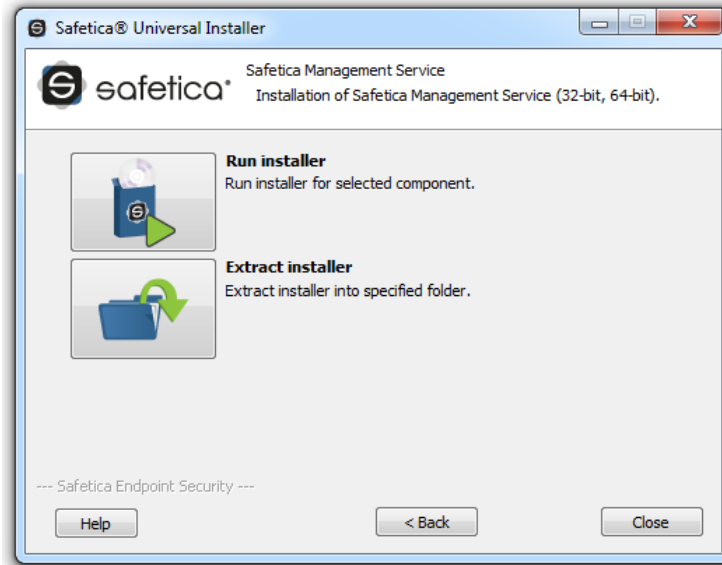 Safetica® Universal Installer
safetica®
Safetica Management Service
Installation of Safetica Management Service (32-bit, 64-bit).
Run installer
Run installer for selected component.
Extract installer
Extract installer into specified folder.
--- Safetica Endpoint Security ---
Help
< Back
Close